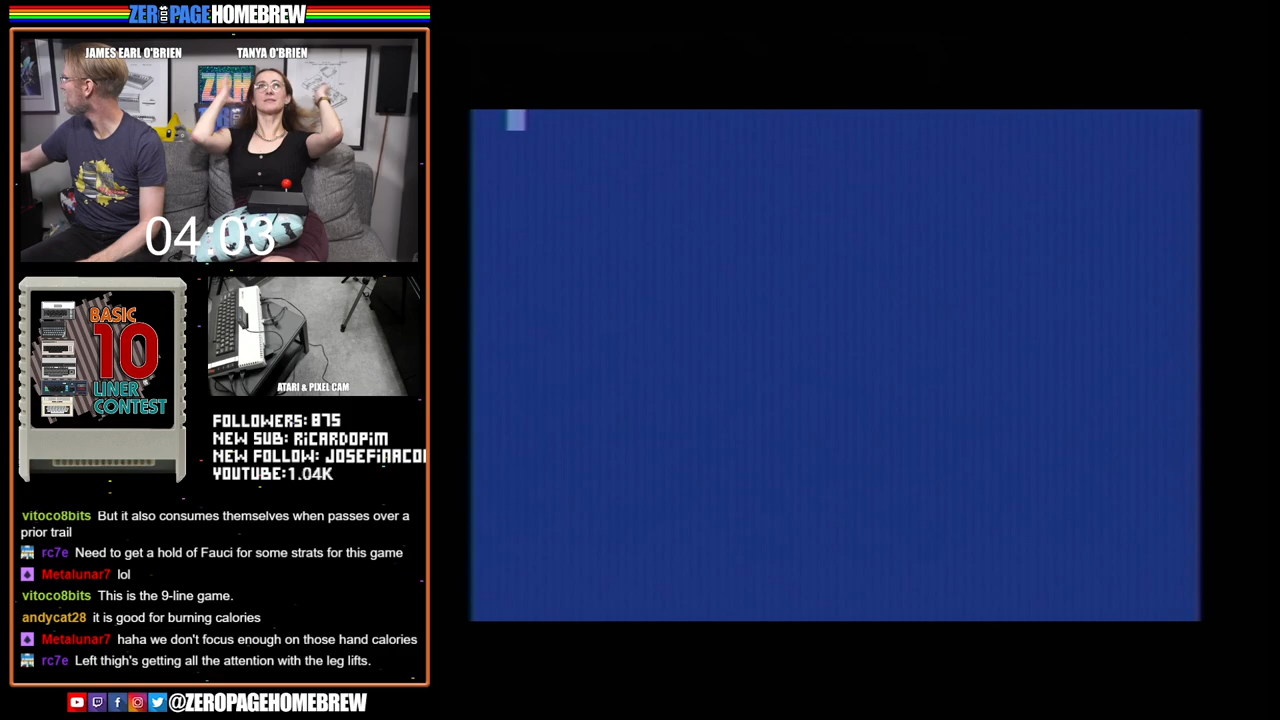 ZEROPAGEHOMEBREW
JAMES EARL O'BRIEN
TANYA O'BRIEN
ZPH
04:03
BASIC
10
LINER
CONTEST
ATARI & PIXEL CAM
FOLLOWERS: 875
NEW SUB: RICARDOPIM
NEW FOLLOW: JOSEFINACO
YOUTUBE:1.04K
vitoco8bits But it also consumes themselves when passes over a
prior trail
rc7e Need to get a hold of Fauci for some strats for this game
Metalunar7 lol
vitoco8bits This is the 9-line game.
andycat28 it is good for burning calories
Metalunar7 haha we don't focus enough on those hand calories
rc7e Left thigh's getting all the attention with the leg lifts.
@ZEROPAGEHOMEBREW